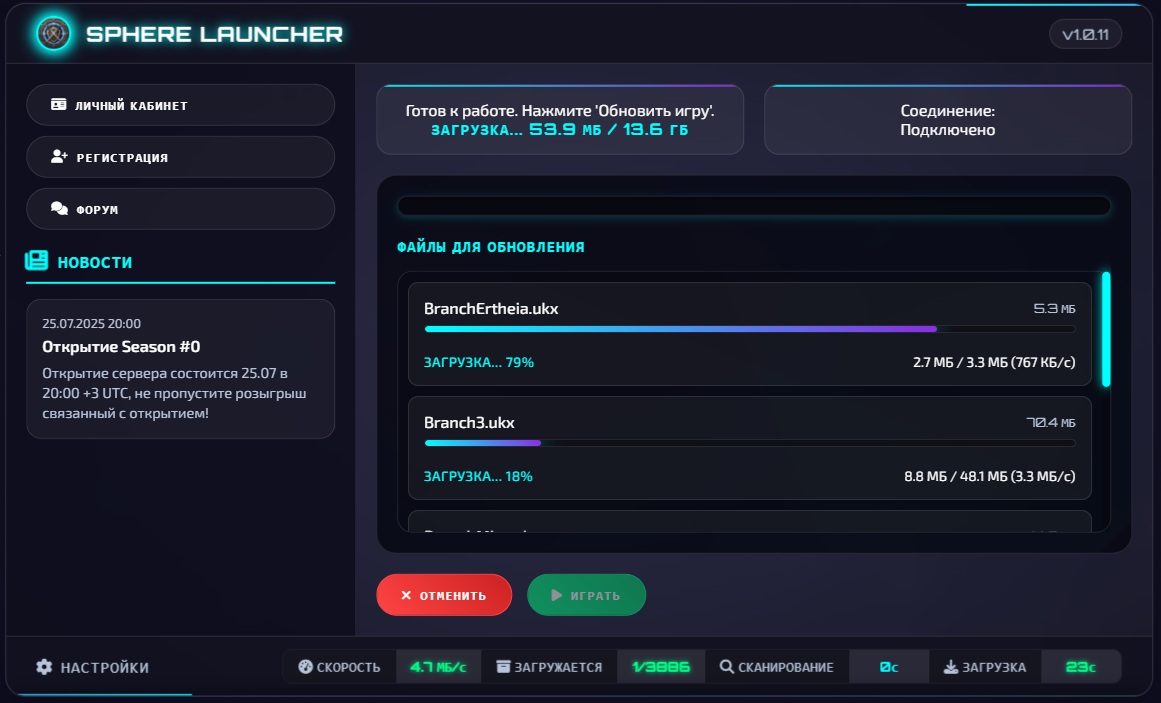 SPHERE LAUNCHER
v1.0.11
ЛИЧНЫЙ КАБИНЕТ
РЕГИСТРАЦИЯ
ФОРУМ
НОВОСТИ
25.07.2025 20:00
Открытие Season #0
Открытие сервера состоится 25.07 в
20:00 +3 UTC, не пропустите розыгрыш
связанный с открытием!
Готов к работе. Нажмите 'Обновить игру'.
ЗАГРУЗКА... 53.9 МБ / 13.6 ГБ
Соединение:
Подключено
ФАЙЛЫ ДЛЯ ОБНОВЛЕНИЯ
BranchErtheia.ukx
5.3 МБ
ЗАГРУЗКА... 79%
2.7 МБ / 3.3 МБ (767 КБ/с)
Branch3.ukx
70.4 МБ
ЗАГРУЗКА... 18%
8.8 МБ / 48.1 МБ (3.3 МБ/с)
ОТМЕНИТЬ
ИГРАТЬ
НАСТРОЙКИ
СКОРОСТЬ
4.7 МБ/с
ЗАГРУЖАЕТСЯ
1/3886
СКАНИРОВАНИЕ
0с
ЗАГРУЗКА
23с